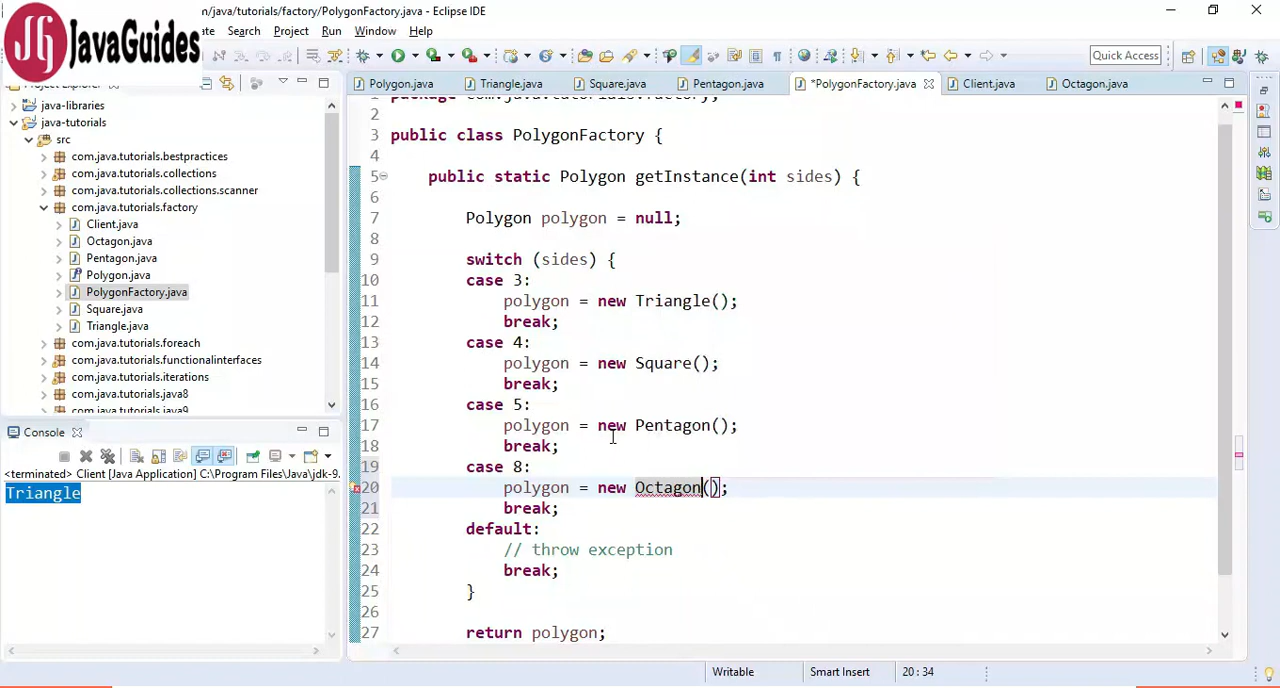 n/java/tutorials/factory/PolygonFactory.java - Eclipse IDE
JG JavaGuides
ate Search Project Run Window Help
Quick Access
Project Explorer
Polygon.java Triangle.java Square.java Pentagon.java *PolygonFactory.java Client.java Octagon.java
java-libraries
java-tutorials
src
com.java.tutorials.bestpractices
com.java.tutorials.collections
com.java.tutorials.collections.scanner
com.java.tutorials.factory
Client.java
Octagon.java
Pentagon.java
Polygon.java
PolygonFactory.java
Square.java
Triangle.java
com.java.tutorials.foreach
com.java.tutorials.functionalinterfaces
com.java.tutorials.iterations
com.java.tutorials.java8
com.java.tutorials.java9
Console
<terminated> Client [Java Application] C:\Program Files\Java\jdk-9.
Triangle
1 package com.java.tutorials.factory;
2
3 public class PolygonFactory {
4
5 public static Polygon getInstance(int sides) {
6
7 Polygon polygon = null;
8
9 switch (sides) {
10 case 3:
11 polygon = new Triangle();
12 break;
13 case 4:
14 polygon = new Square();
15 break;
16 case 5:
17 polygon = new Pentagon();
18 break;
19 case 8:
20 polygon = new Octagon();
21 break;
22 default:
23 // throw exception
24 break;
25 }
26
27 return polygon;
Writable Smart Insert 20 : 34